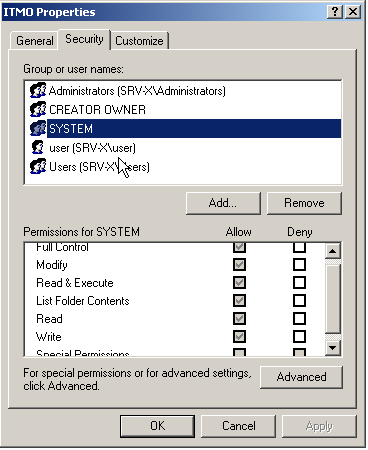 ITMO Properties
General Security Customize
Group or user names:
Administrators (SRV-X\Administrators)
CREATOR OWNER
SYSTEM
user (SRV-X\user)
Users (SRV-X\Users)
Add... Remove
Permissions for SYSTEM Allow Deny
Full Control
Modify
Read & Execute
List Folder Contents
Read
Write
Special Permissions
For special permissions or for advanced settings,
click Advanced.
Advanced
OK Cancel Apply